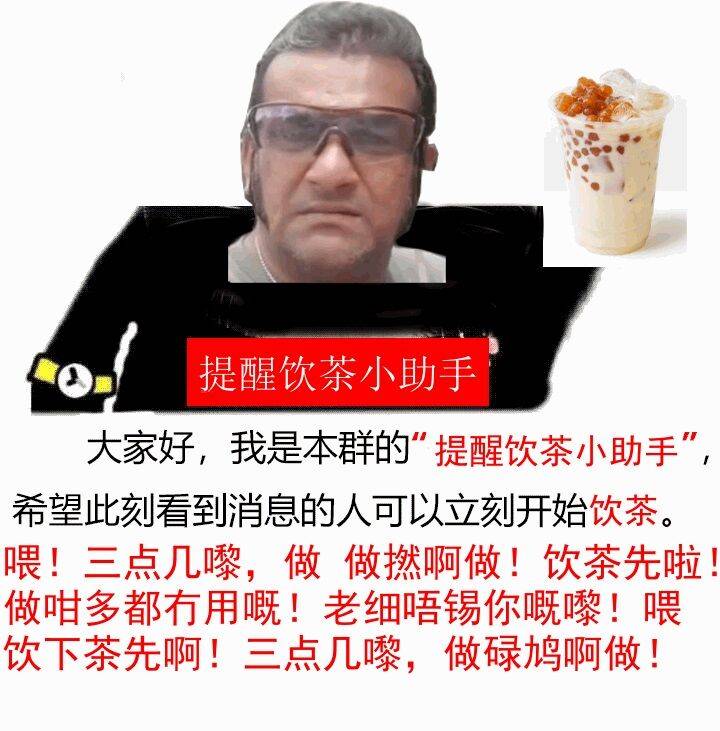 提醒饮茶小助手
大家好，我是本群的“提醒饮茶小助手”，
希望此刻看到消息的人可以立刻开始饮茶。
喂！三点几嚟，做 做撚啊做！饮茶先啦！
做咁多都冇用嘅！老细唔锡你嘅嚟！喂
饮下茶先啊！三点几嚟，做碌鸠啊做！